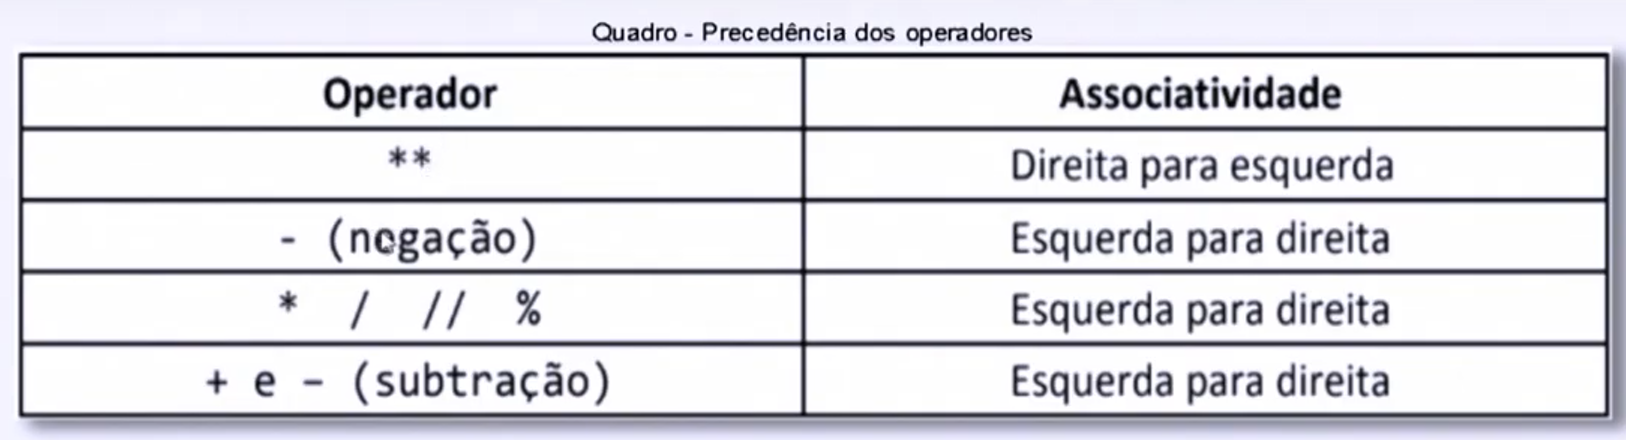 Quadro - Precedência dos operadores
Operador Associatividade
** Direita para esquerda
- (negação) Esquerda para direita
* / // % Esquerda para direita
+ e - (subtração) Esquerda para direita